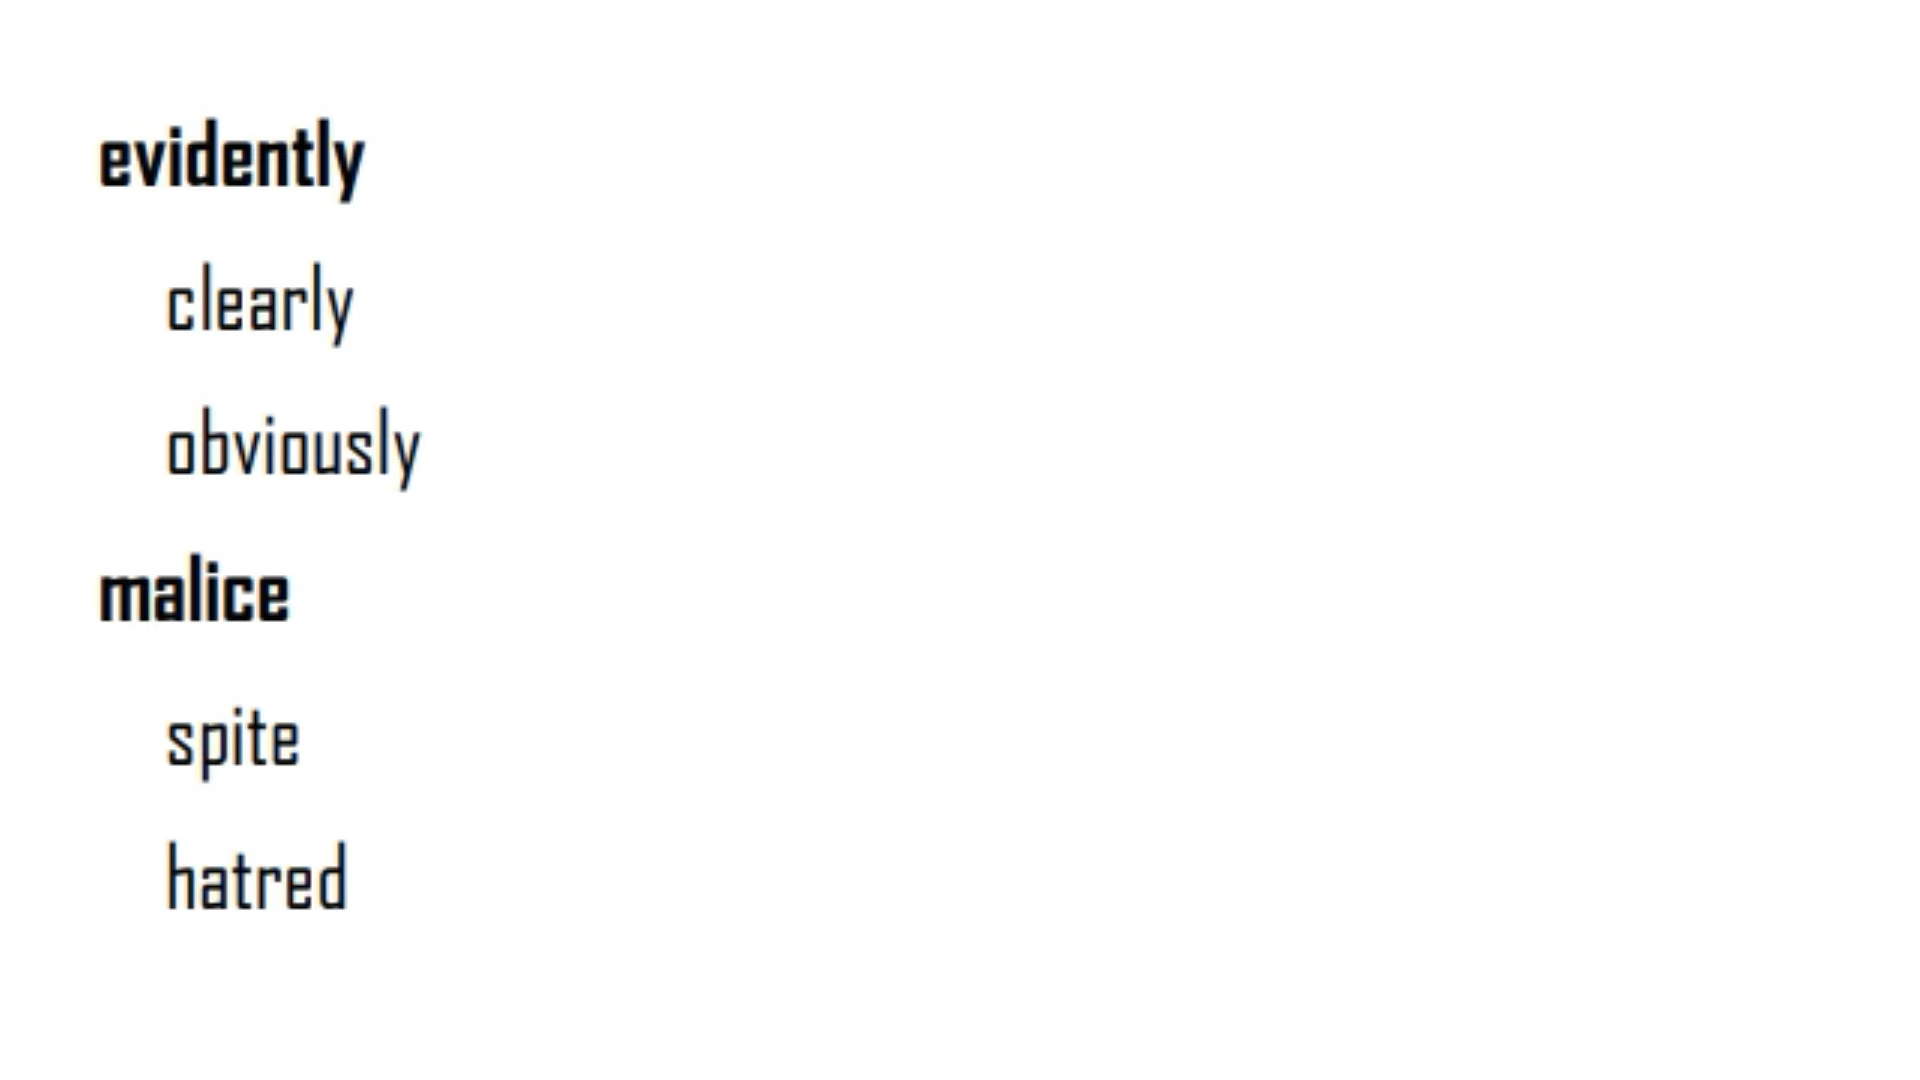 evidently
clearly
obviously
malice
spite
hatred